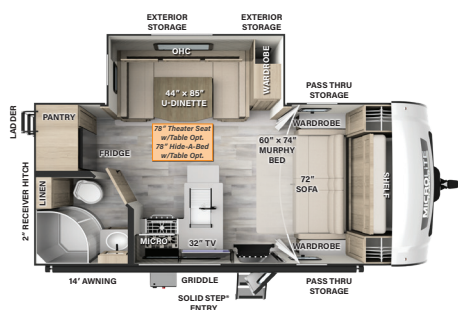 EXTERIOR
STORAGE
EXTERIOR
STORAGE
OHC
WARDROBE
44" x 85"
U-DINETTE
PASS THRU
STORAGE
LADDER
PANTRY
WARDROBE
78" Theater Seat
w/Table Opt.
78" Hide-A-Bed
w/Table Opt.
FRIDGE
60" x 74"
MURPHY
BED
72"
SOFA
SHELF
MICROLITE
2" RECEIVER HITCH
LINEN
MICRO
32" TV
WARDROBE
14' AWNING
GRIDDLE
SOLID STEP®
ENTRY
PASS THRU
STORAGE